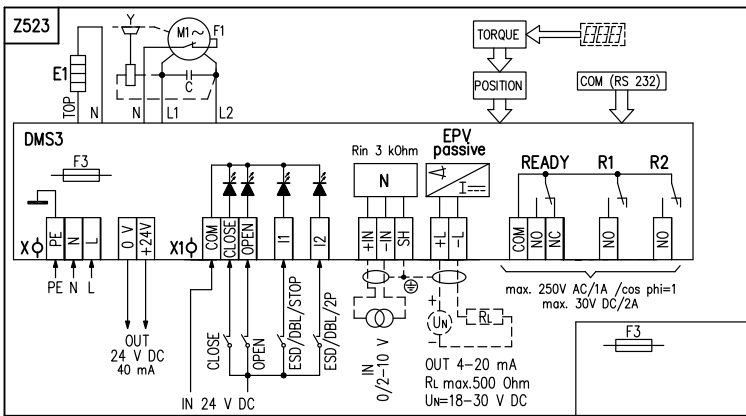 Z523
Y
M1~
F1
E1
C
TOP
N
N
L1
L2
TORQUE
POSITION
COM (RS 232)
DMS3
F3
Rin 3 kOhm
N
EPV
passive
I
READY
R1
R2
X
PE
N
L
0 V
+24V
X1
COM
CLOSE
OPEN
I1
I2
+IN
-IN
SH
+L
-L
COM
NO
NC
NO
NO
PE N L
OUT
24 V DC
40 mA
CLOSE
OPEN
ESD/DBL/STOP
ESD/DBL/2P
IN 24 V DC
IN
0/2-10 V
+
UN
-
RL
OUT 4-20 mA
RL max.500 Ohm
UN=18-30 V DC
max. 250V AC/1A /cos phi=1
max. 30V DC/2A
F3